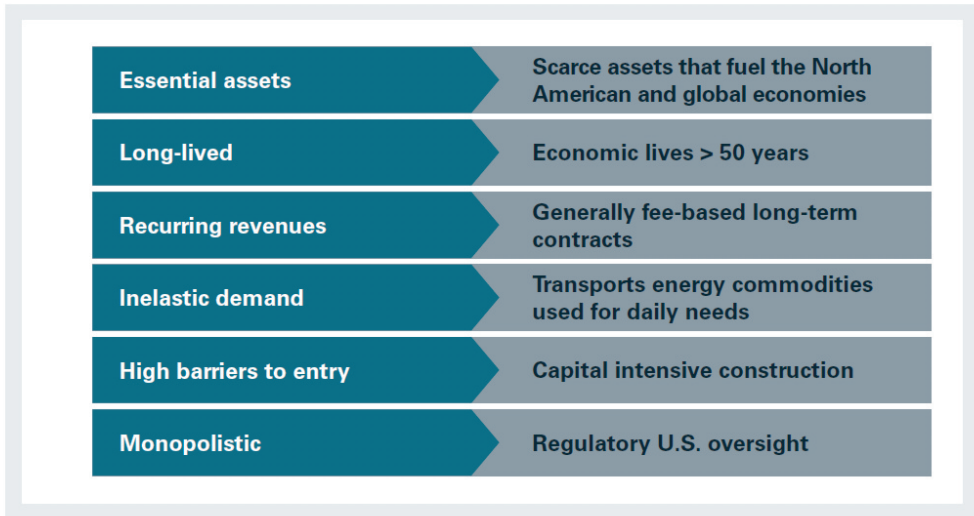 Essential assets
Scarce assets that fuel the North
American and global economies
Long-lived
Economic lives > 50 years
Recurring revenues
Generally fee-based long-term
contracts
Inelastic demand
Transports energy commodities
used for daily needs
High barriers to entry
Capital intensive construction
Monopolistic
Regulatory U.S. oversight